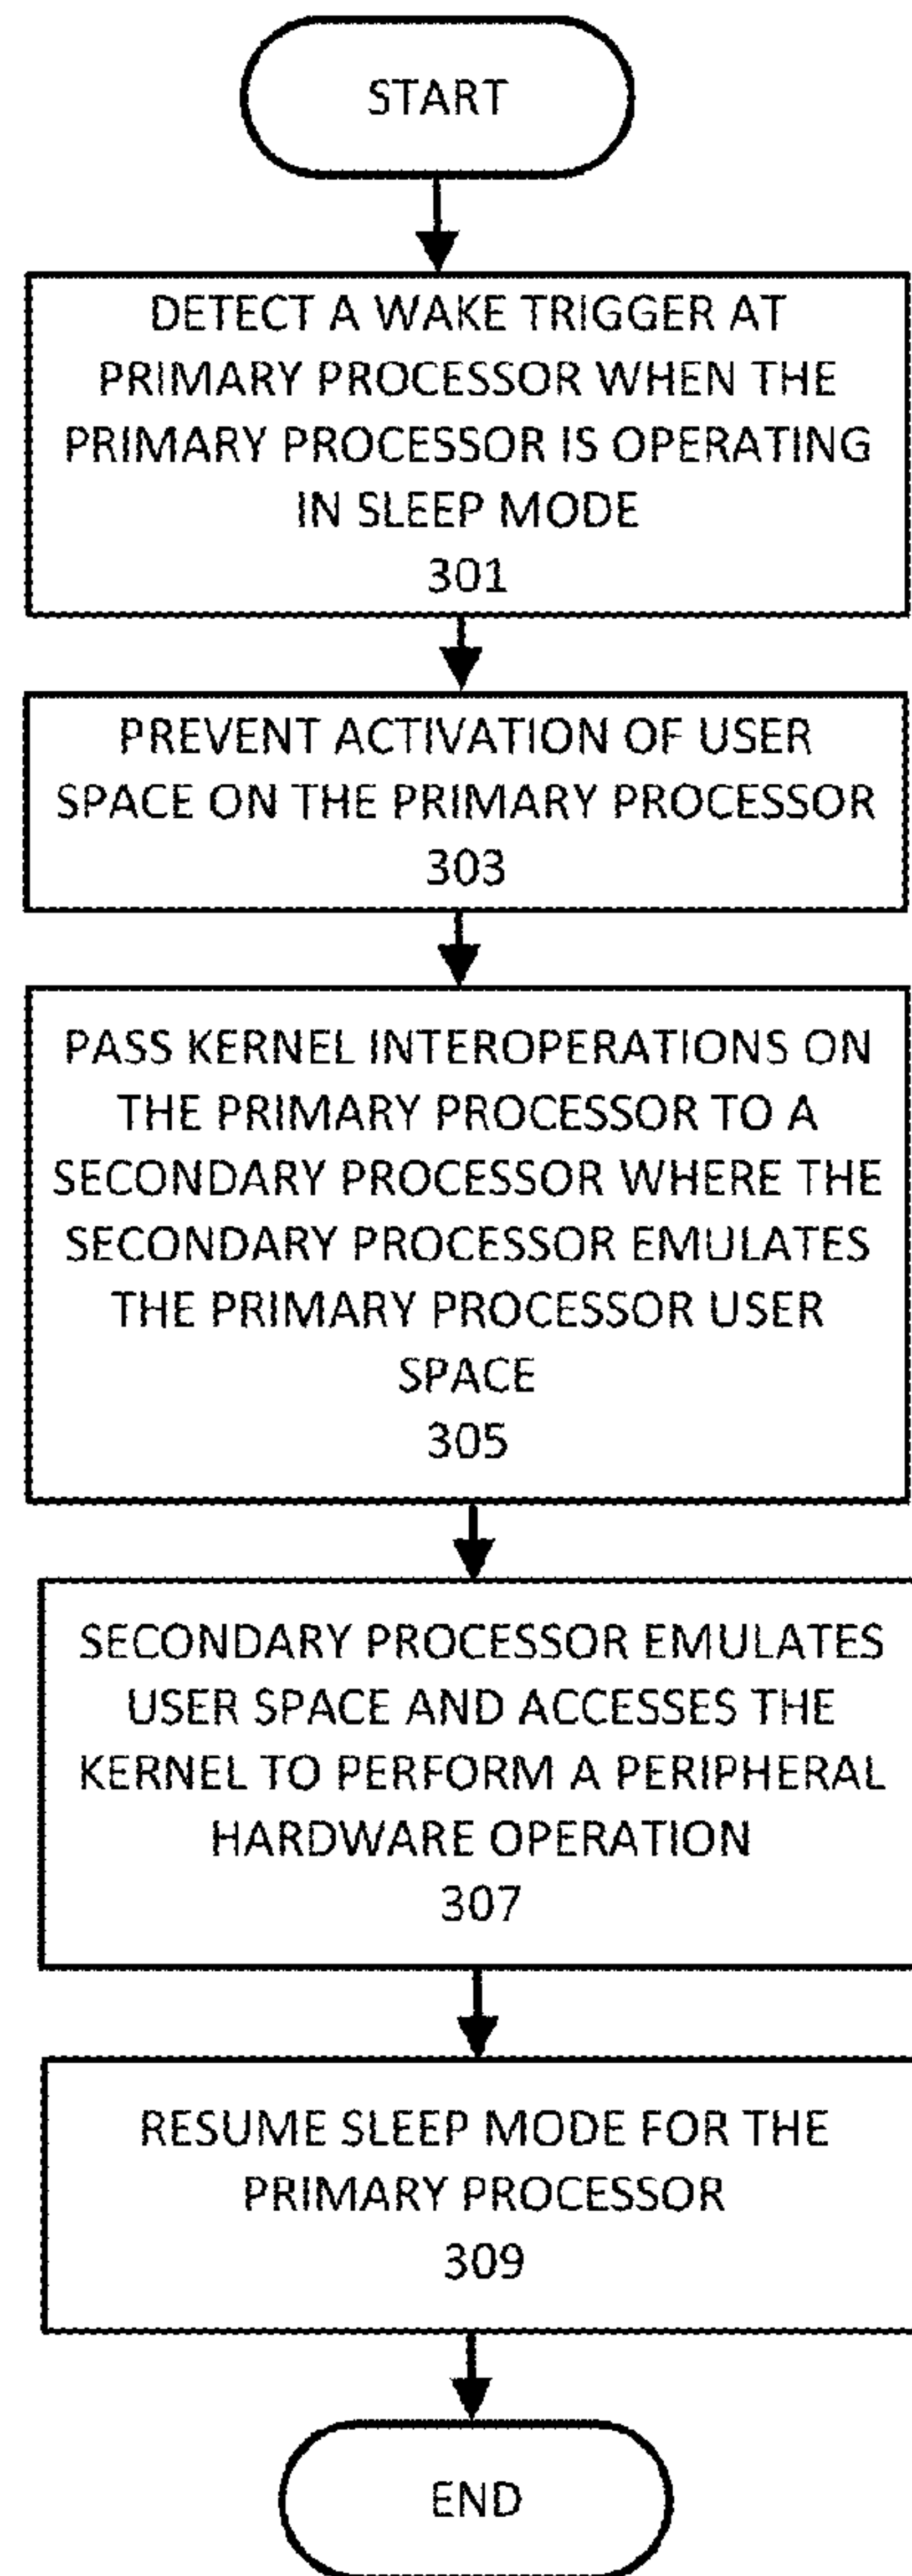 START
DETECT A WAKE TRIGGER AT
PRIMARY PROCESSOR WHEN THE
PRIMARY PROCESSOR IS OPERATING
IN SLEEP MODE
301
PREVENT ACTIVATION OF USER
SPACE ON THE PRIMARY PROCESSOR
303
PASS KERNEL INTEROPERATIONS ON
THE PRIMARY PROCESSOR TO A
SECONDARY PROCESSOR WHERE THE
SECONDARY PROCESSOR EMULATES
THE PRIMARY PROCESSOR USER
SPACE
305
SECONDARY PROCESSOR EMULATES
USER SPACE AND ACCESSES THE
KERNEL TO PERFORM A PERIPHERAL
HARDWARE OPERATION
307
RESUME SLEEP MODE FOR THE
PRIMARY PROCESSOR
309
END